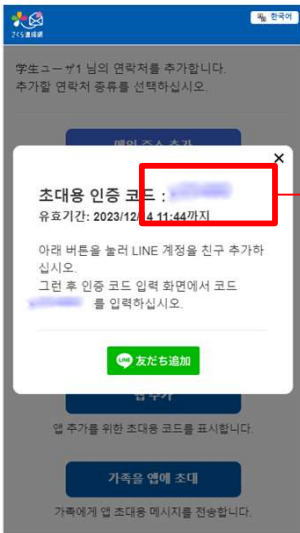 さくら連絡網
한국어
学生ユーザ1 님의 연락처를 추가합니다.
추가할 연락처 종류를 선택하십시오.
메일 주소 추가
×
초대용 인증 코드 :
유효기간: 2023/12/14 11:44까지
아래 버튼을 눌러 LINE 계정을 친구 추가하
십시오.
그런 후 인증 코드 입력 화면에서 코드
를 입력하십시오.
LINE 友だち追加
앱 추가
앱 추가를 위한 초대용 코드를 표시합니다.
가족을 앱에 초대
가족에게 앱 초대용 메시지를 전송합니다.